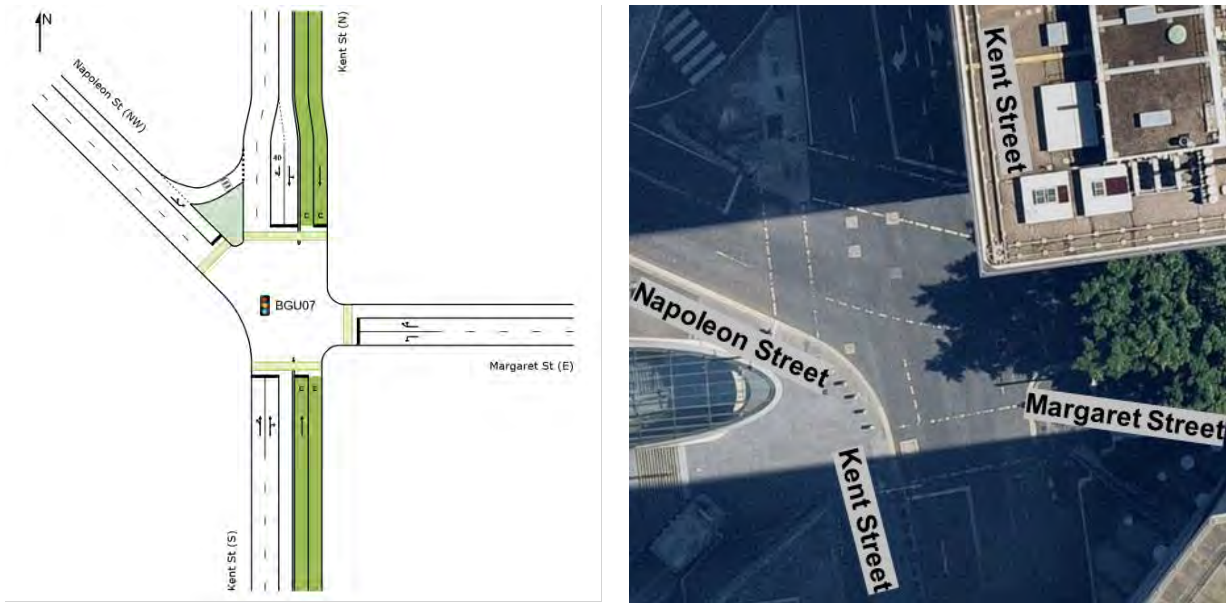 N
Kent St (N)
Napoleon St (NW)
40
BGU07
Margaret St (E)
Kent St (S)
Kent Street
Napoleon Street
Margaret Street
Kent Street